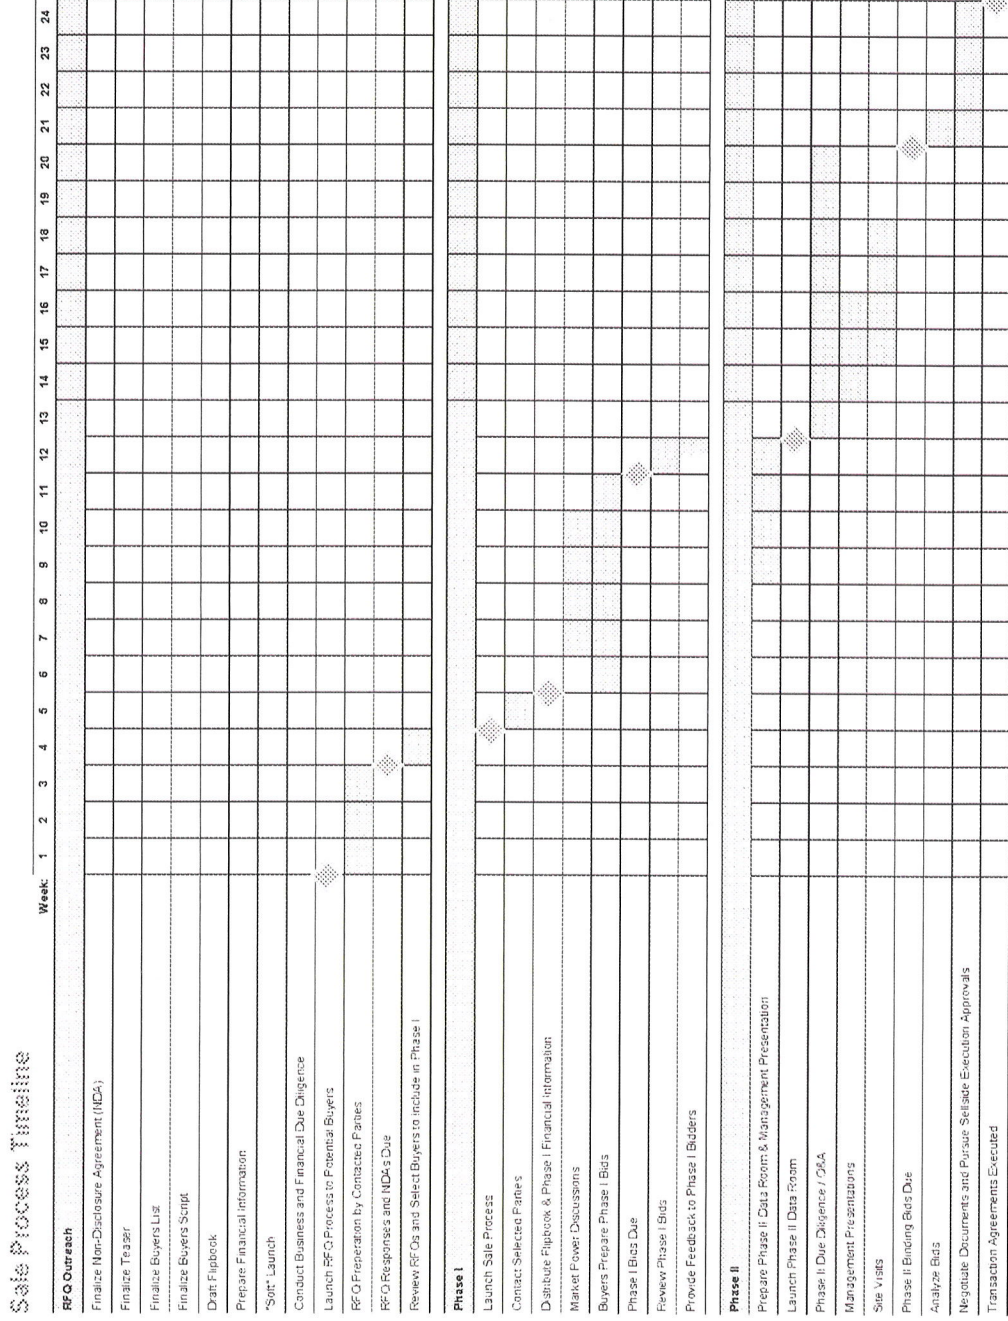 Sale Process Timeline
Week: 1 2 3 4 5 6 7 8 9 10 11 12 13 14 15 16 17 18 19 20 21 22 23 24
RFQ Outreach
Finalize Non-Disclosure Agreement (NDA)
Finalize Teaser
Finalize Buyers List
Finalize Buyers Script
Draft Flipbook
Prepare Financial Information
"Soft" Launch
Conduct Business and Financial Due Diligence
Launch RFQ Process to Potential Buyers
RFQ Preperation by Contacted Parties
RFQ Responses and NDAs Due
Review RFQs and Select Buyers to Include in Phase I
Phase I
Launch Sale Process
Contact Selected Parties
Distribute Flipbook & Phase I Financial Information
Market Power Discussions
Buyers Prepare Phase I Bids
Phase I Bids Due
Review Phase I Bids
Provide Feedback to Phase I Bidders
Phase II
Prepare Phase II Data Room & Management Presentation
Launch Phase II Data Room
Phase II Due Diligence / Q&A
Management Presentations
Site Visits
Phase II Binding Bids Due
Analyze Bids
Negotiate Documents and Pursue Sellside Execution Approvals
Transaction Agreements Executed